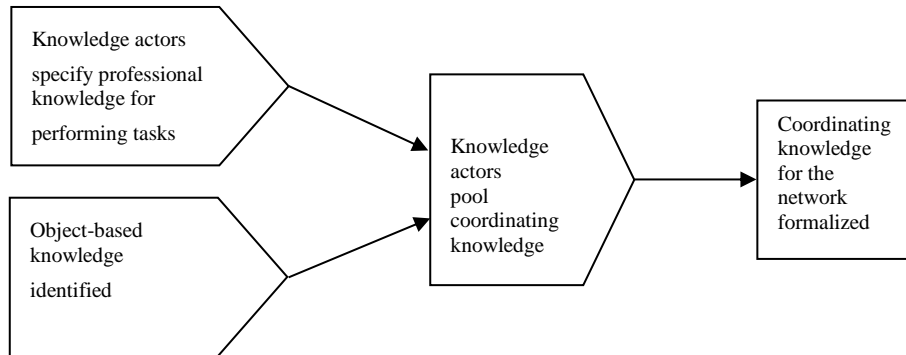 Knowledge actors
specify professional
knowledge for
performing tasks
Object-based
knowledge
identified
Knowledge
actors
pool
coordinating
knowledge
Coordinating
knowledge
for the
network
formalized